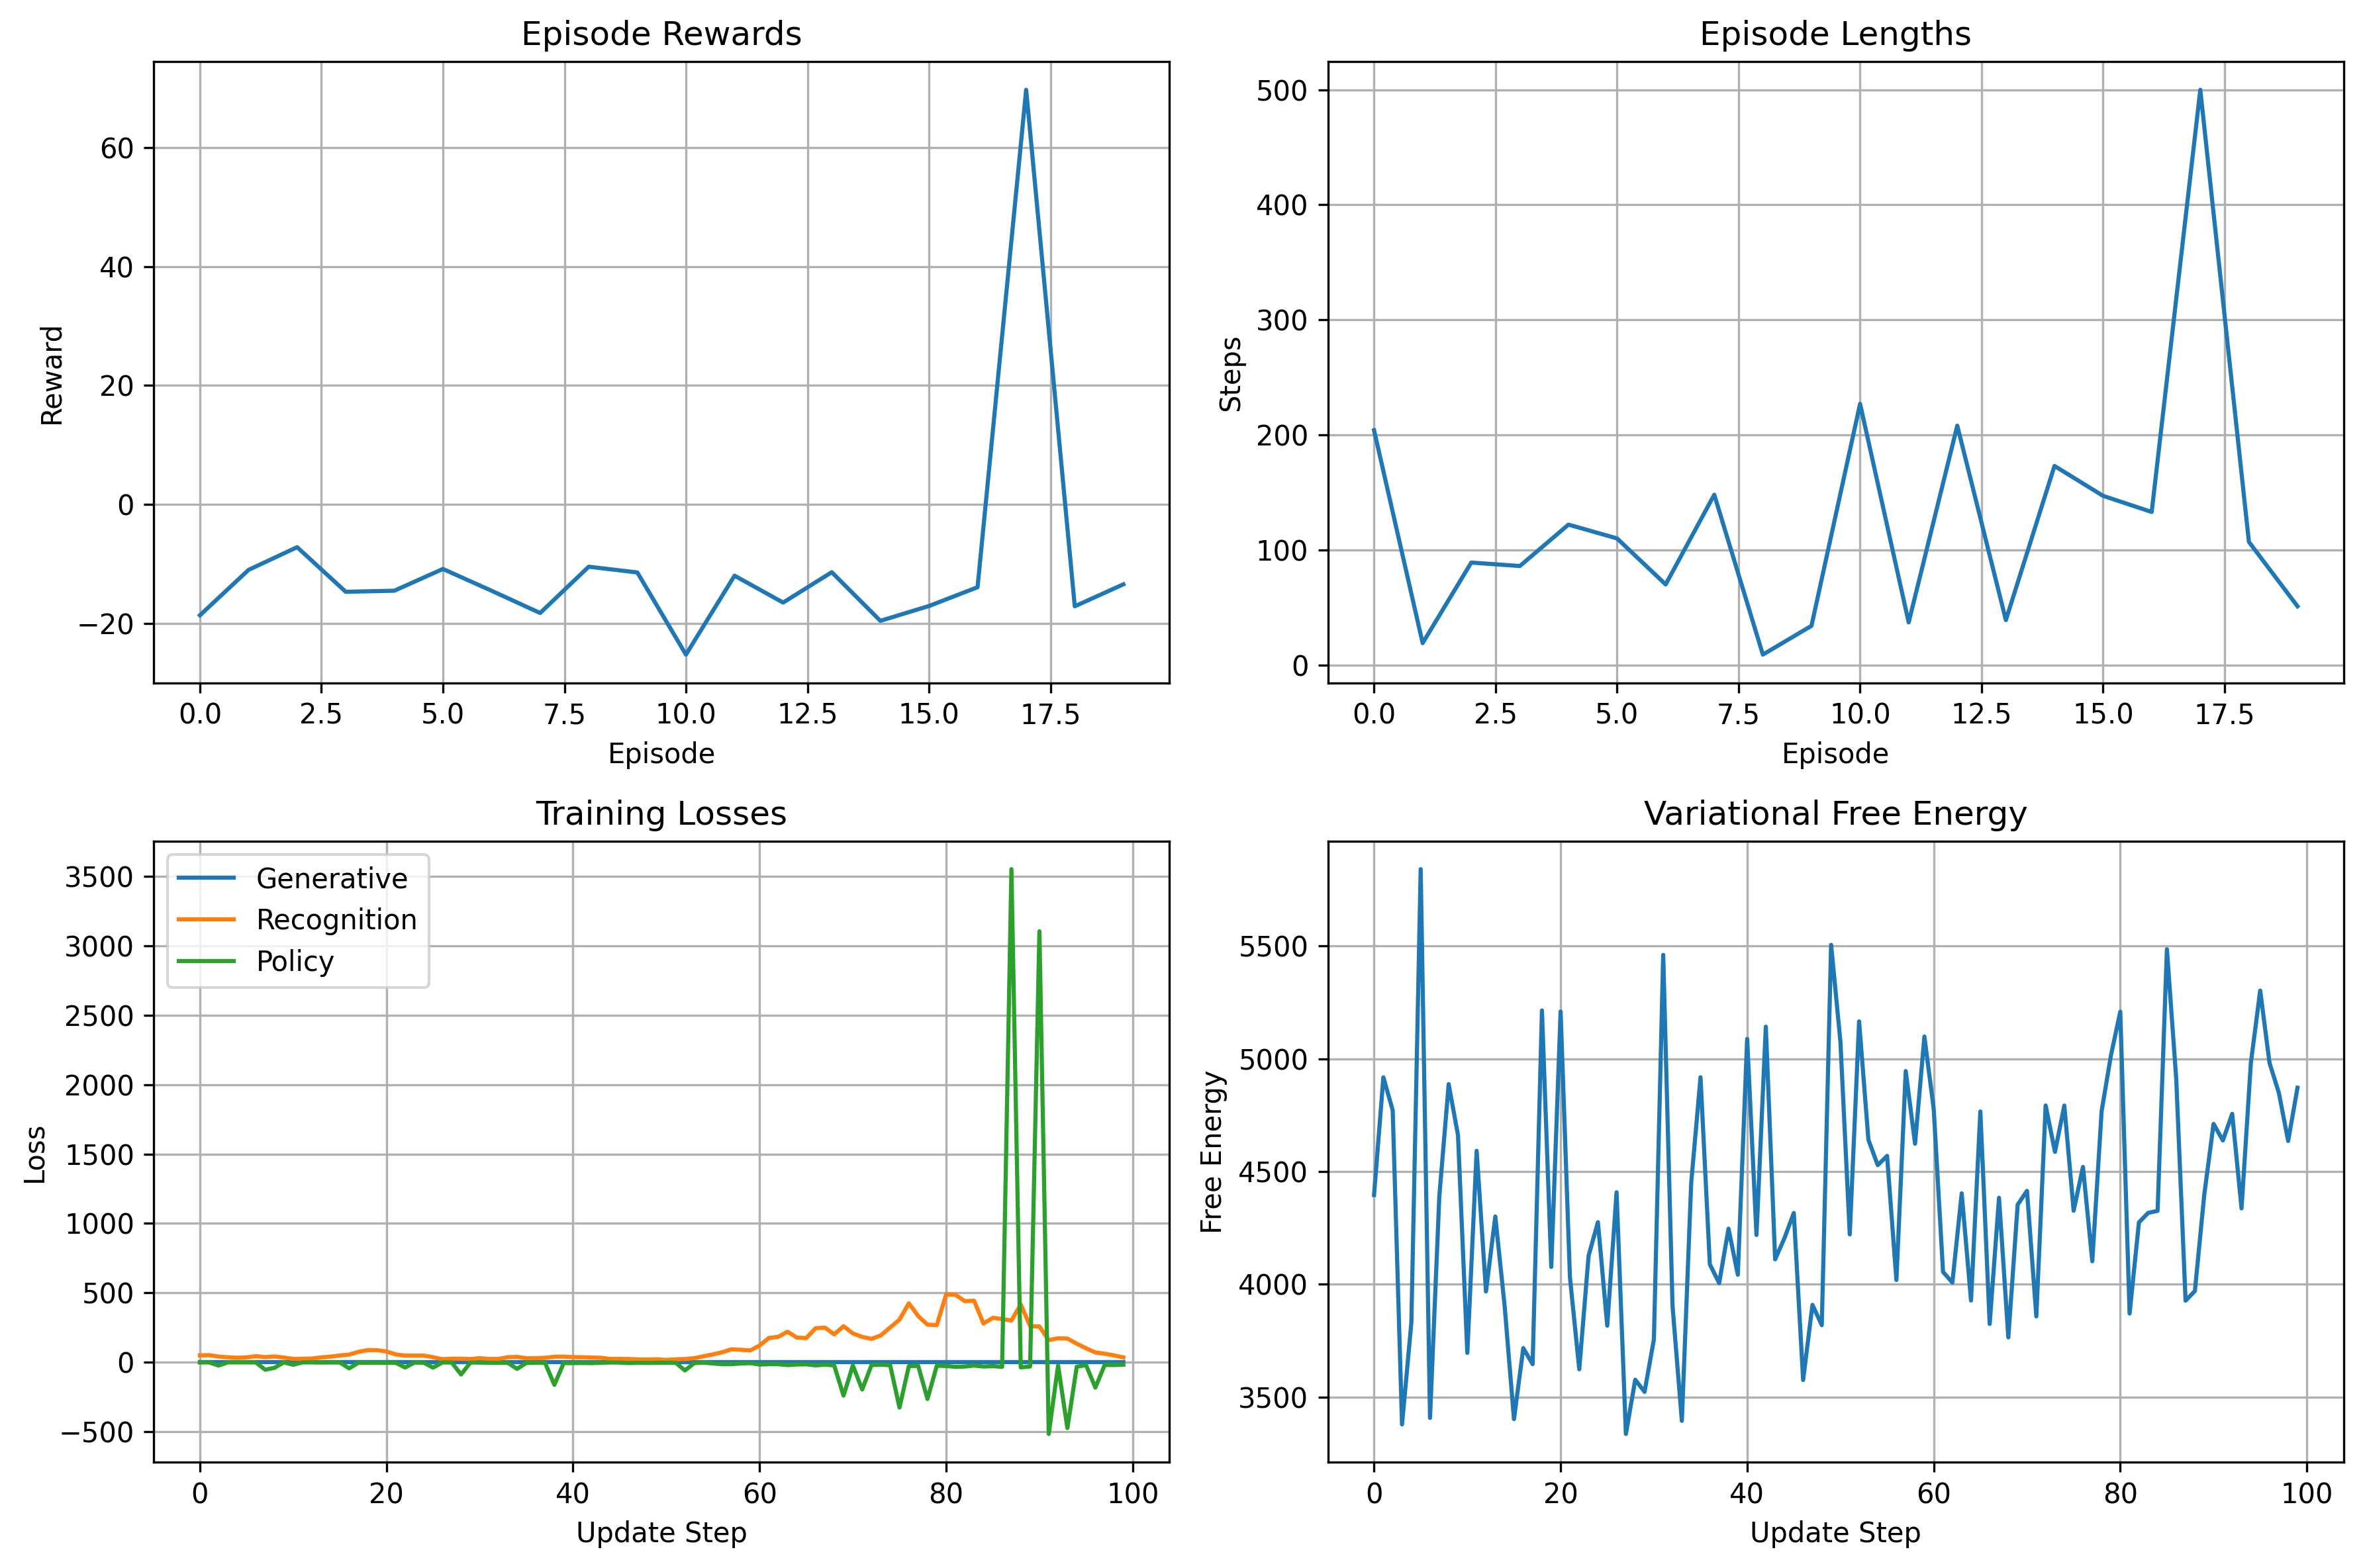 Episode Rewards
Reward
60
40
20
0
−20
0.0 2.5 5.0 7.5 10.0 12.5 15.0 17.5
Episode
Episode Lengths
Steps
500
400
300
200
100
0
0.0 2.5 5.0 7.5 10.0 12.5 15.0 17.5
Episode
Training Losses
Loss
3500
3000
2500
2000
1500
1000
500
0
−500
Generative
Recognition
Policy
0 20 40 60 80 100
Update Step
Variational Free Energy
Free Energy
5500
5000
4500
4000
3500
0 20 40 60 80 100
Update Step